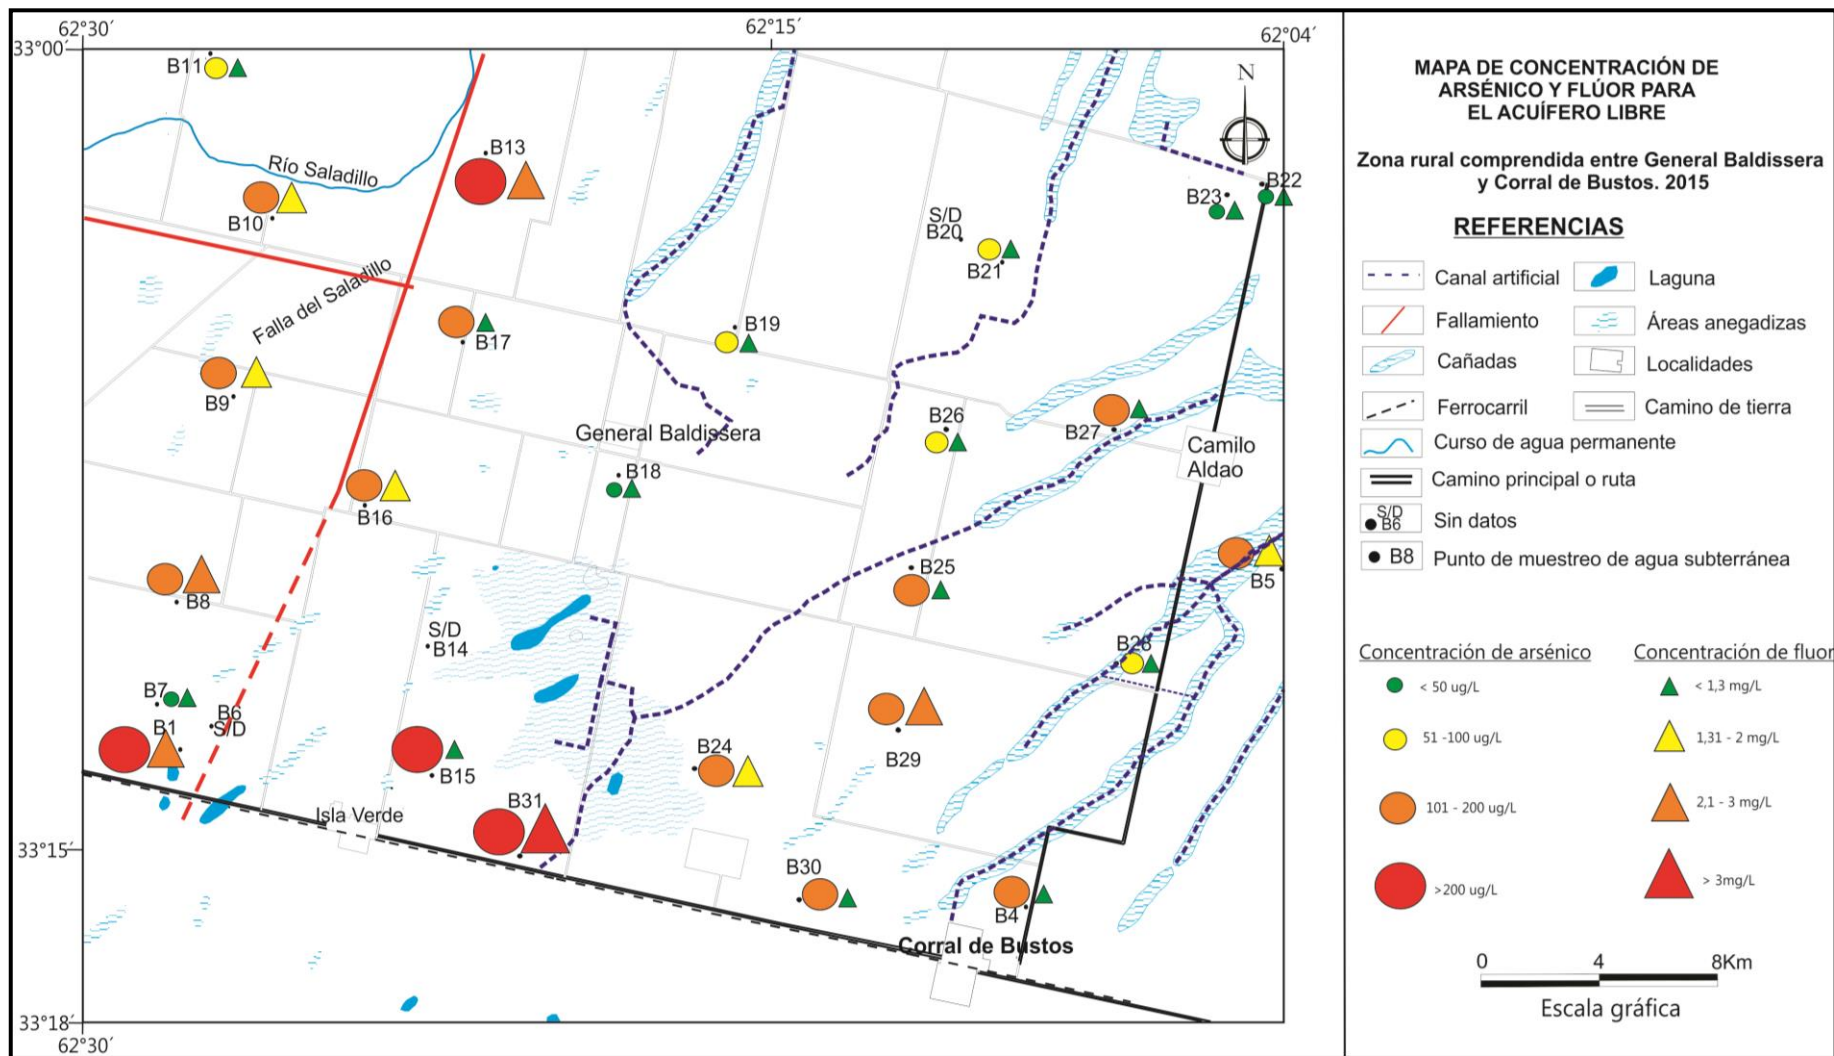 62°30´
62°15´
62°04´
33°00´
B11
N
B13
Río Saladillo
B10
B22
B23
S/D
B20
B21
Falla del Saladillo
B19
B17
B9
B26
General Baldissera
B27
Camilo
Aldao
B18
B16
B25
B5
B8
S/D
B14
B28
B7
B6
S/D
B1
B24
B29
B15
B31
Isla Verde
33°15´
B30
B4
Corral de Bustos
33°18´
62°30´
MAPA DE CONCENTRACIÓN DE
ARSÉNICO Y FLÚOR PARA
EL ACUÍFERO LIBRE
Zona rural comprendida entre General Baldissera
y Corral de Bustos. 2015
REFERENCIAS
Canal artificial
Laguna
Fallamiento
Áreas anegadizas
Cañadas
Localidades
Ferrocarril
Camino de tierra
Curso de agua permanente
Camino principal o ruta
S/D
B6
Sin datos
B8
Punto de muestreo de agua subterránea
Concentración de arsénico
Concentración de fluor
< 50 ug/L
< 1,3 mg/L
51 -100 ug/L
1,31 - 2 mg/L
101 - 200 ug/L
2,1 - 3 mg/L
>200 ug/L
> 3mg/L
0 4 8Km
Escala gráfica